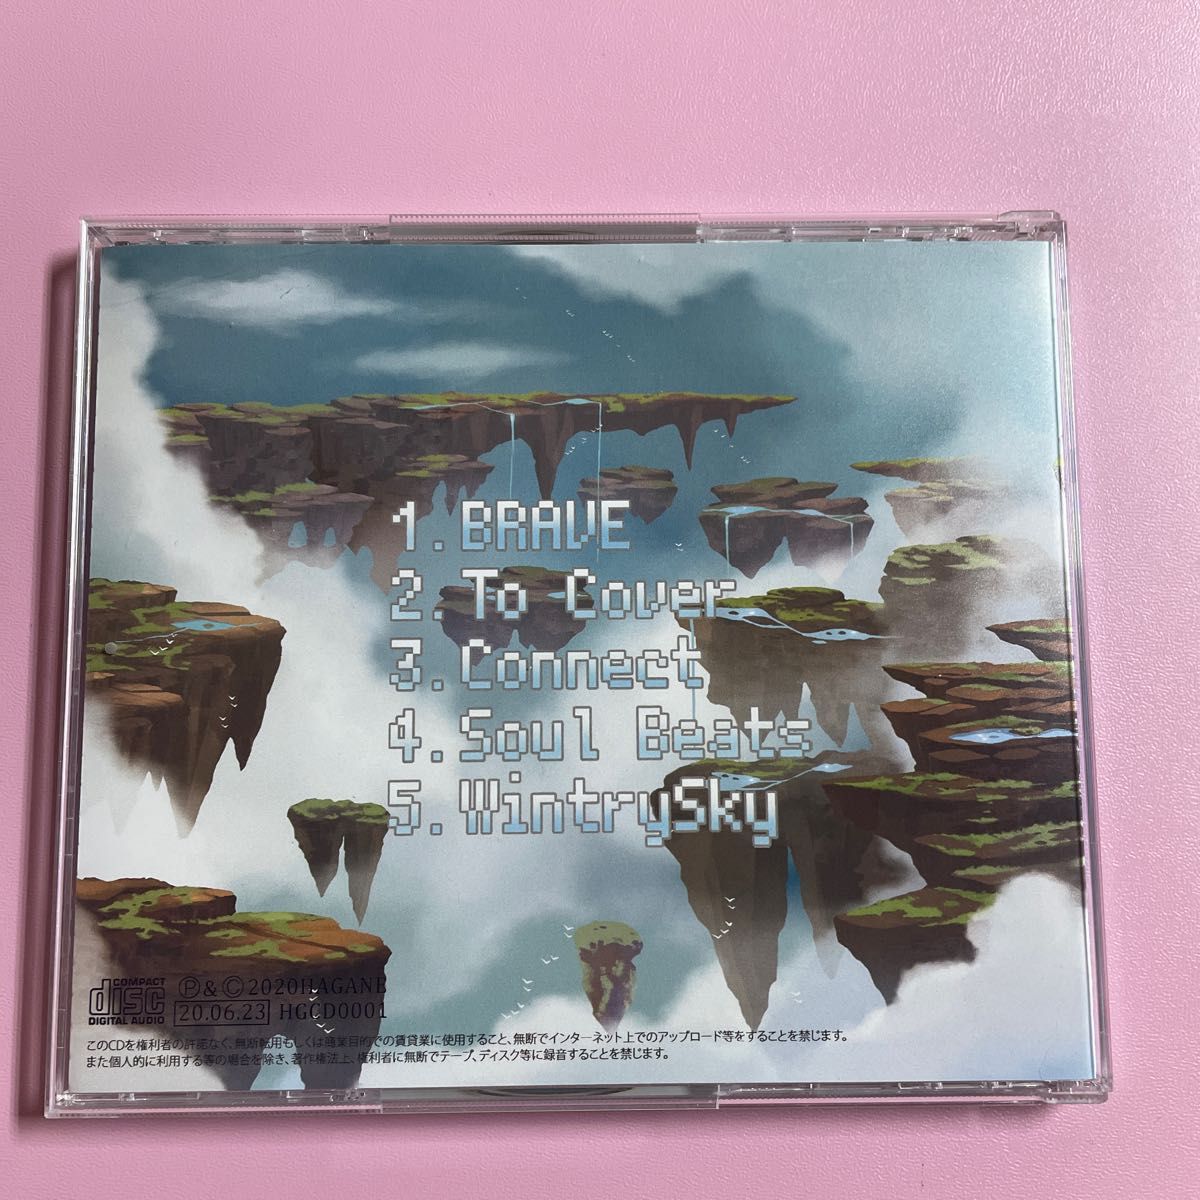 1. BRAVE
2. To Cover
3. Connect
4. Soul Beats
5. WintrySky
COMPACT
disc
DIGITAL AUDIO
Ⓟ&Ⓒ2020HAGANE
20.06.23 HGCD0001
このCDを権利者の許諾なく、無断転用もしくは商業目的での賃貸業に使用すること、無断でインターネット上でのアップロード等をすることを禁じます。
また個人的に利用する等の場合を除き、著作権法上、権利者に無断でテープ、ディスク等に録音することを禁じます。